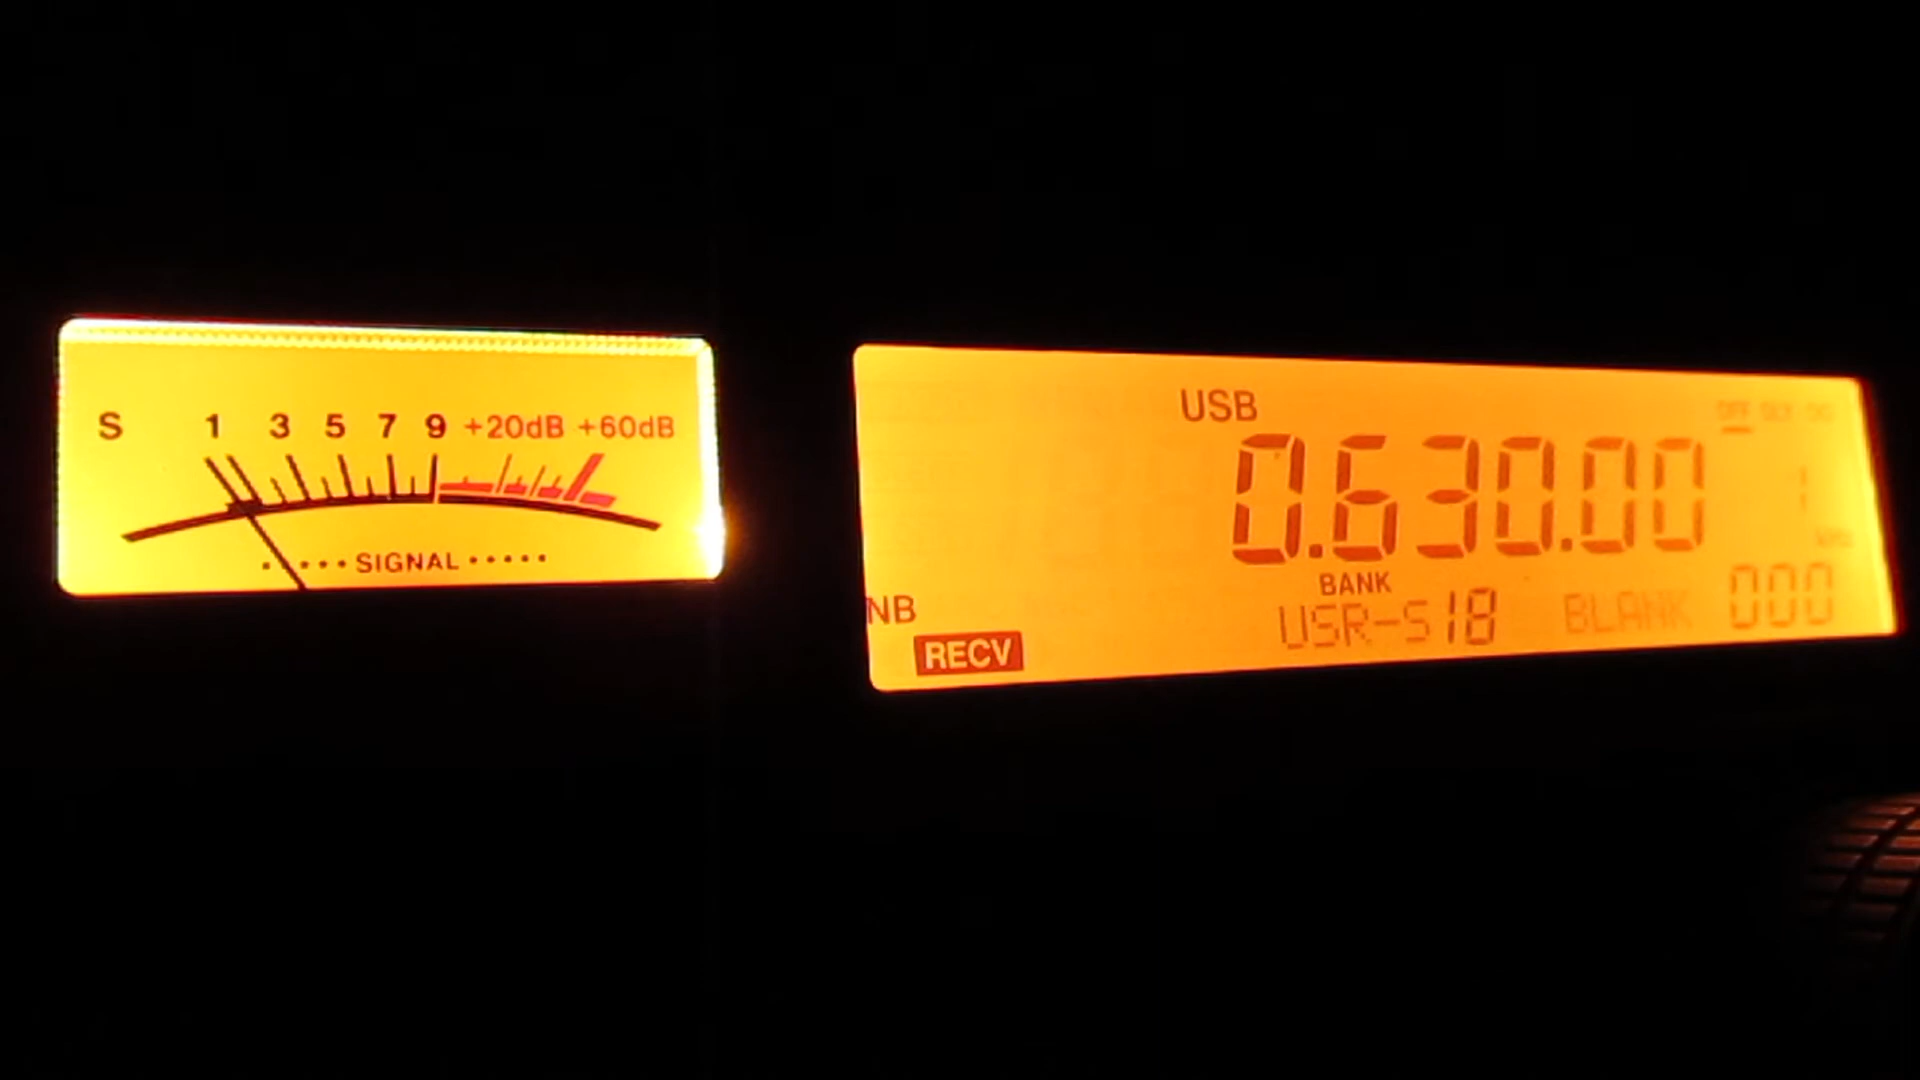 S 1 3 5 7 9 +20dB +60dB
SIGNAL
USB
0.630.00
BANK
NB
USR-S18 BLANK 000
RECV